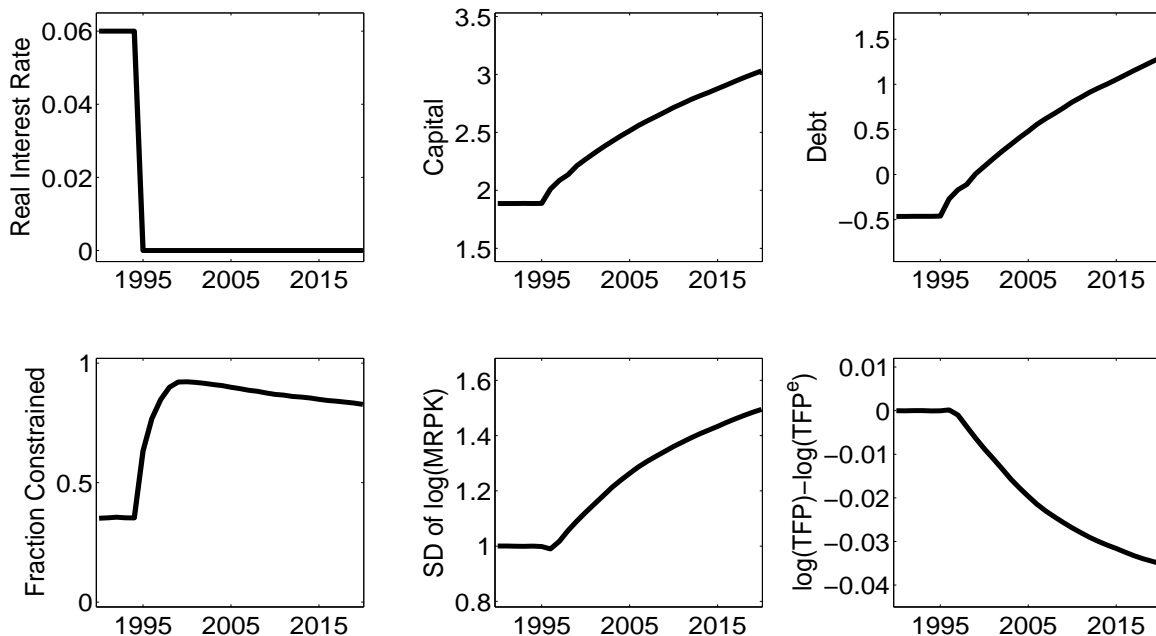 Real Interest Rate
0.06
0.04
0.02
0
1995 2005 2015
Capital
3.5
3
2.5
2
1.5
1995 2005 2015
Debt
1.5
1
0.5
0
−0.5
1995 2005 2015
Fraction Constrained
1
0.5
0
1995 2005 2015
SD of log(MRPK)
1.6
1.4
1.2
1
0.8
1995 2005 2015
log(TFP)−log(TFPᵉ)
0.01
0
−0.01
−0.02
−0.03
−0.04
1995 2005 2015